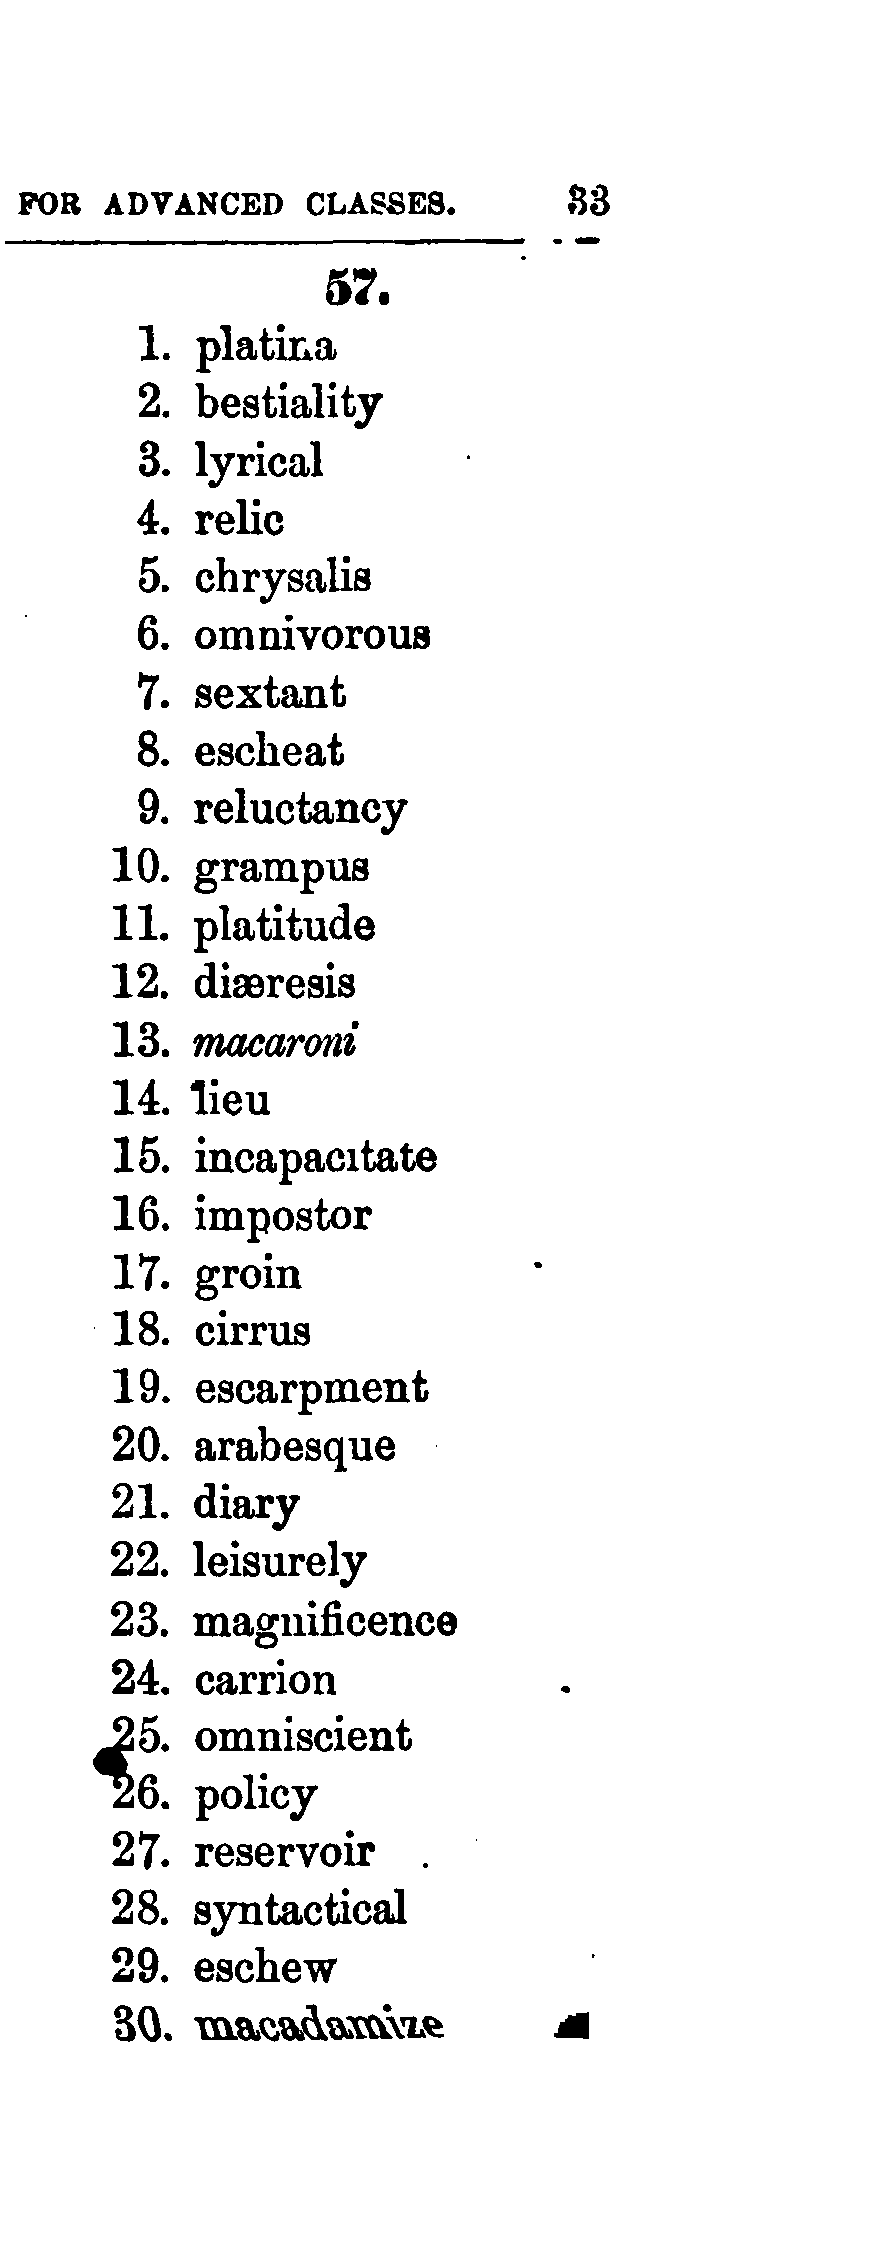 FOR ADVANCED CLASSES. 33
57.
1. platina
2. bestiality
3. lyrical
4. relic
5. chrysalis
6. omnivorous
7. sextant
8. escheat
9. reluctancy
10. grampus
11. platitude
12. diæresis
13. macaroni
14. lieu
15. incapacitate
16. impostor
17. groin
18. cirrus
19. escarpment
20. arabesque
21. diary
22. leisurely
23. magnificence
24. carrion
25. omniscient
26. policy
27. reservoir
28. syntactical
29. eschew
30. macadamize